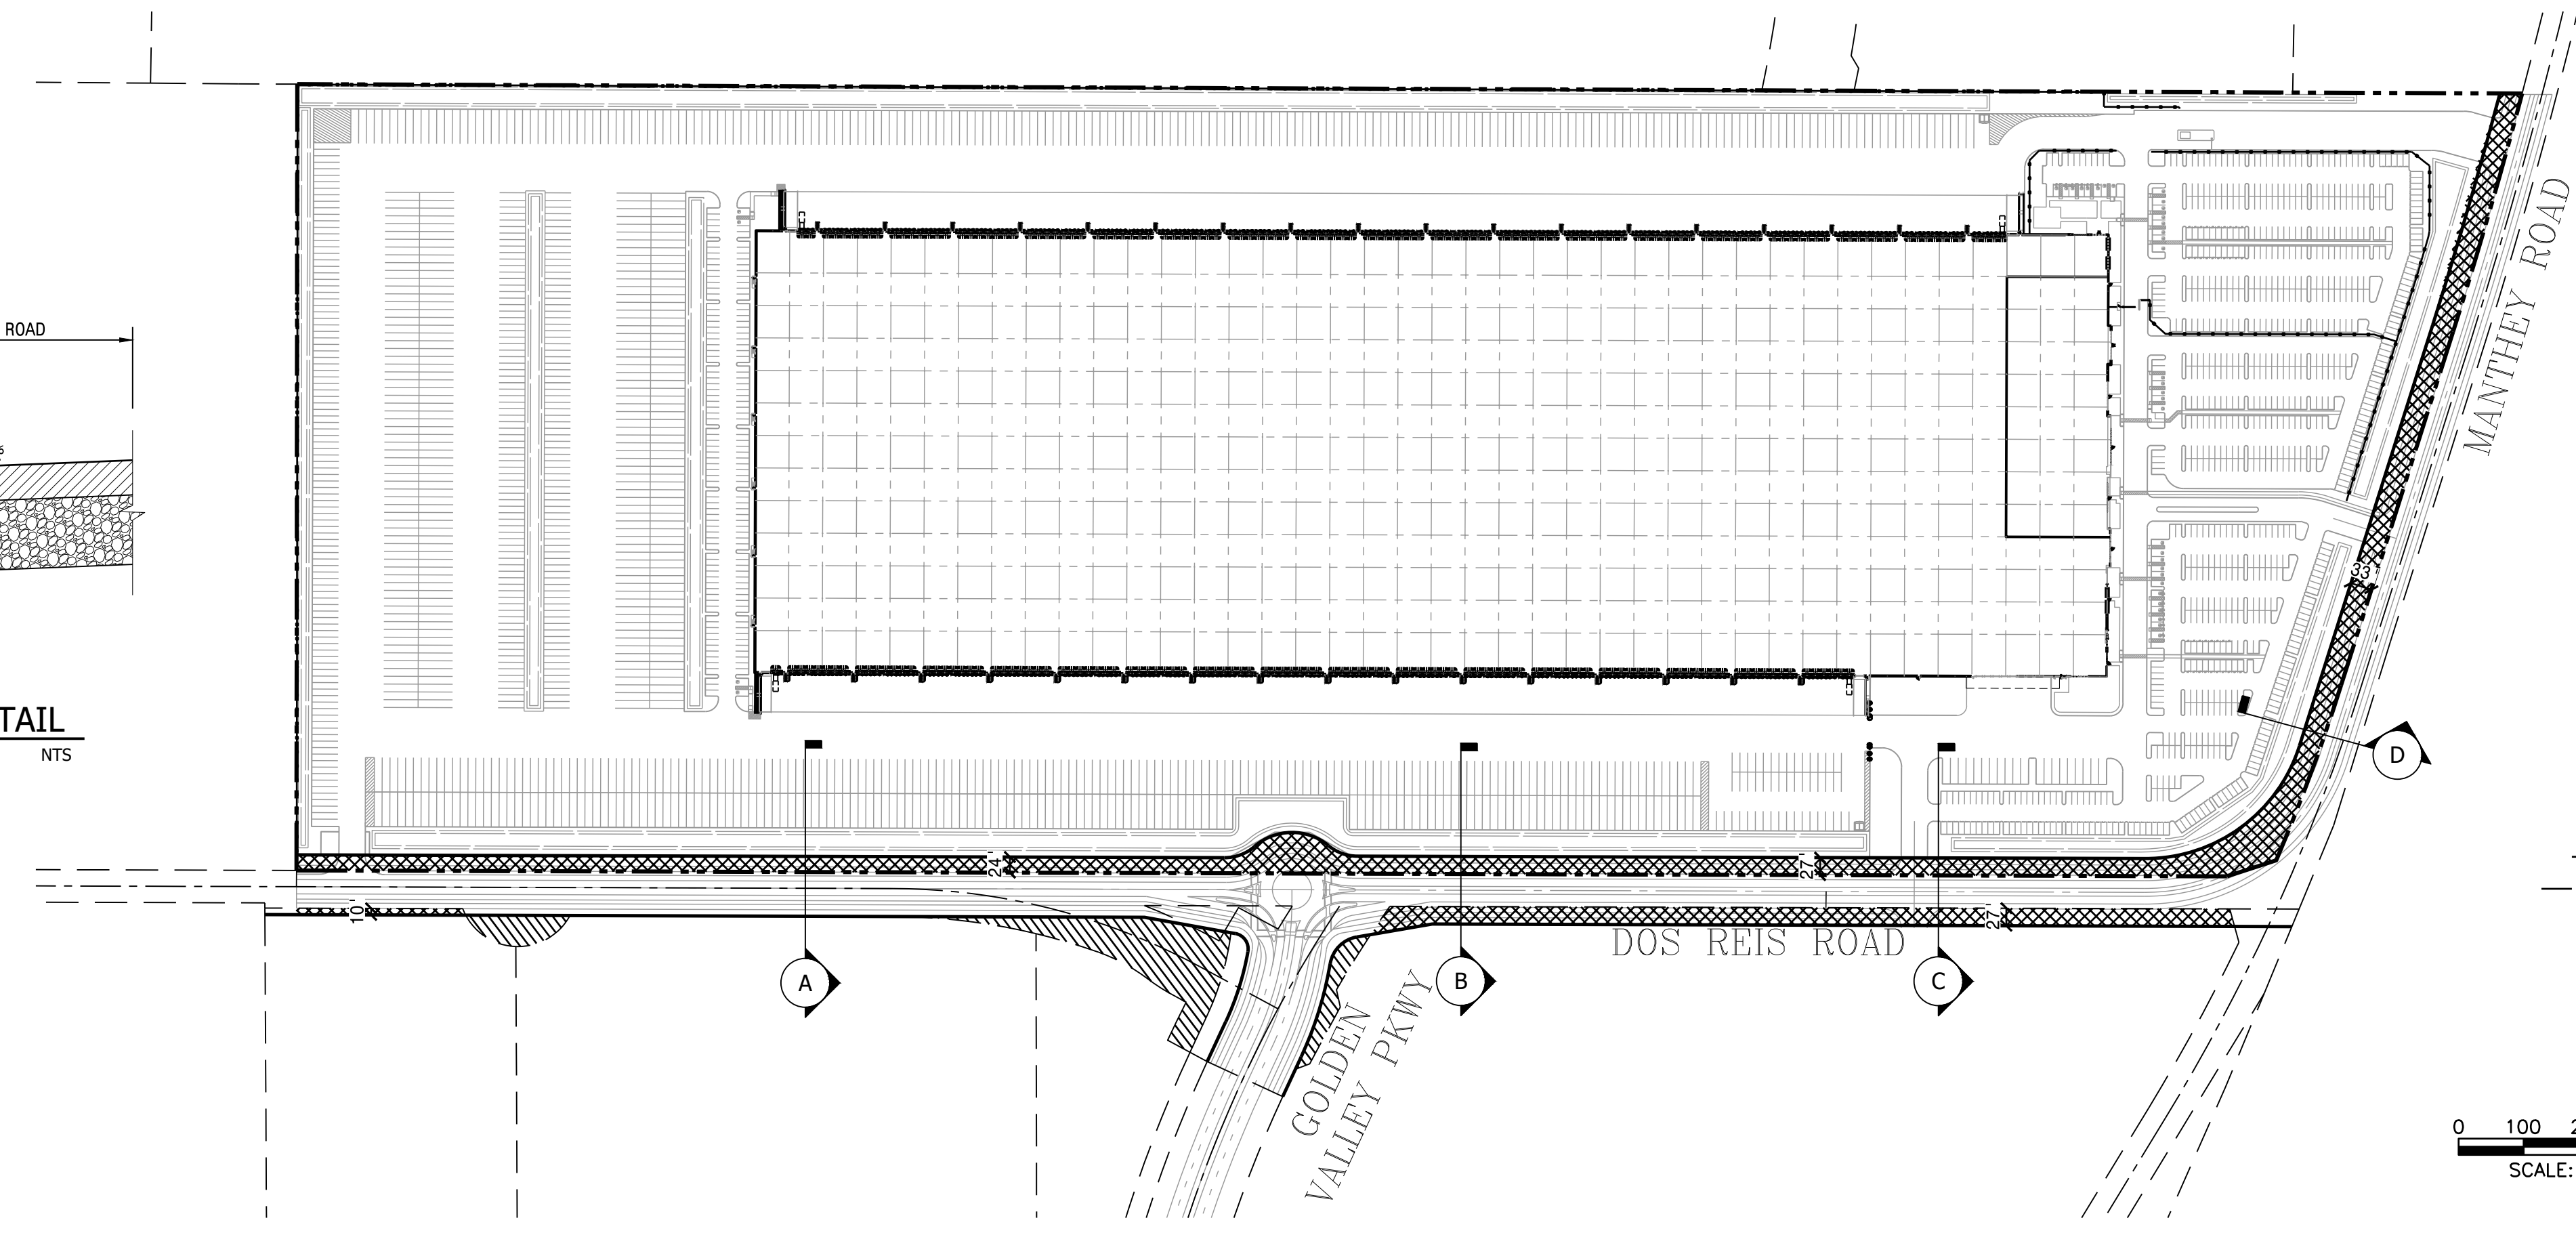 ROAD
TAIL
NTS
MANTHEY ROAD
33'
D
24'
27'
10'
27'
DOS REIS ROAD
A
B
C
GOLDEN
VALLEY PKWY
0 100 2
SCALE: